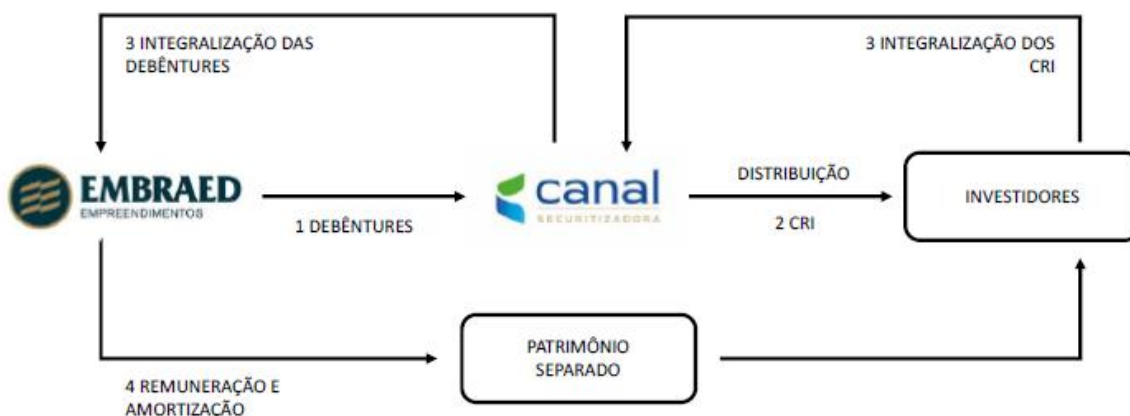 3 INTEGRALIZAÇÃO DAS
DEBÊNTURES
3 INTEGRALIZAÇÃO DOS
CRI
EMBRAED
EMPREENDIMENTOS
1 DEBÊNTURES
canal
SECURITIZADORA
DISTRIBUIÇÃO
2 CRI
INVESTIDORES
4 REMUNERAÇÃO E
AMORTIZAÇÃO
PATRIMÔNIO
SEPARADO